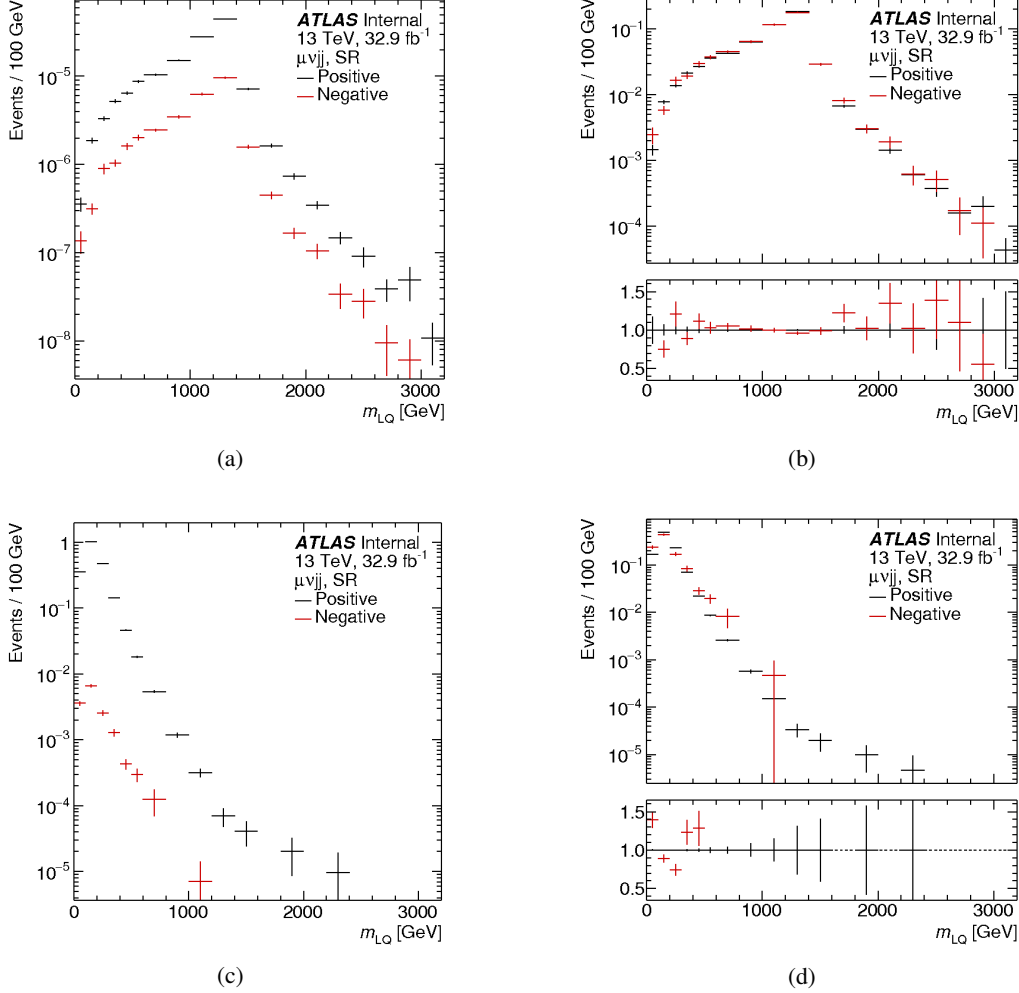 ATLAS Internal
13 TeV, 32.9 fb⁻¹
μνjj, SR
Positive
Negative
Events / 100 GeV
10⁻⁵
10⁻⁶
10⁻⁷
10⁻⁸
0 1000 2000 3000
m_LQ [GeV]
(a)
ATLAS Internal
13 TeV, 32.9 fb⁻¹
μνjj, SR
Positive
Negative
Events / 100 GeV
10⁻¹
10⁻²
10⁻³
10⁻⁴
1.5
1.0
0.5
0 1000 2000 3000
m_LQ [GeV]
(b)
ATLAS Internal
13 TeV, 32.9 fb⁻¹
μνjj, SR
Positive
Negative
Events / 100 GeV
1
10⁻¹
10⁻²
10⁻³
10⁻⁴
10⁻⁵
0 1000 2000 3000
m_LQ [GeV]
(c)
ATLAS Internal
13 TeV, 32.9 fb⁻¹
μνjj, SR
Positive
Negative
Events / 100 GeV
10⁻¹
10⁻²
10⁻³
10⁻⁴
10⁻⁵
1.5
1.0
0.5
0 1000 2000 3000
m_LQ [GeV]
(d)